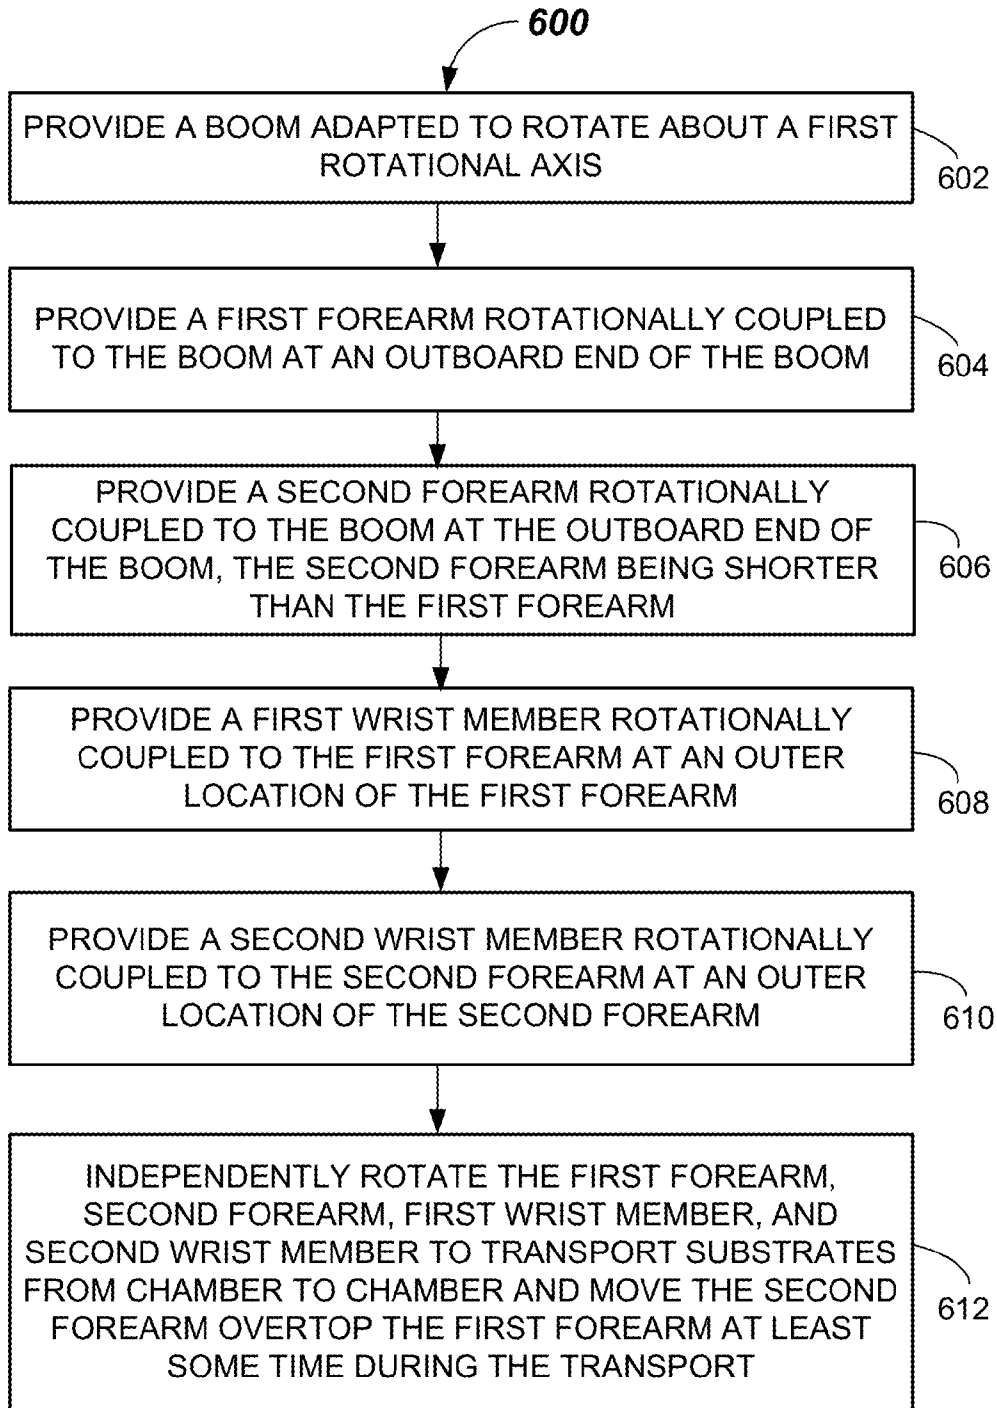 600
PROVIDE A BOOM ADAPTED TO ROTATE ABOUT A FIRST
ROTATIONAL AXIS
602
PROVIDE A FIRST FOREARM ROTATIONALLY COUPLED
TO THE BOOM AT AN OUTBOARD END OF THE BOOM
604
PROVIDE A SECOND FOREARM ROTATIONALLY
COUPLED TO THE BOOM AT THE OUTBOARD END OF
THE BOOM, THE SECOND FOREARM BEING SHORTER
THAN THE FIRST FOREARM
606
PROVIDE A FIRST WRIST MEMBER ROTATIONALLY
COUPLED TO THE FIRST FOREARM AT AN OUTER
LOCATION OF THE FIRST FOREARM
608
PROVIDE A SECOND WRIST MEMBER ROTATIONALLY
COUPLED TO THE SECOND FOREARM AT AN OUTER
LOCATION OF THE SECOND FOREARM
610
INDEPENDENTLY ROTATE THE FIRST FOREARM,
SECOND FOREARM, FIRST WRIST MEMBER, AND
SECOND WRIST MEMBER TO TRANSPORT SUBSTRATES
FROM CHAMBER TO CHAMBER AND MOVE THE SECOND
FOREARM OVERTOP THE FIRST FOREARM AT LEAST
SOME TIME DURING THE TRANSPORT
612